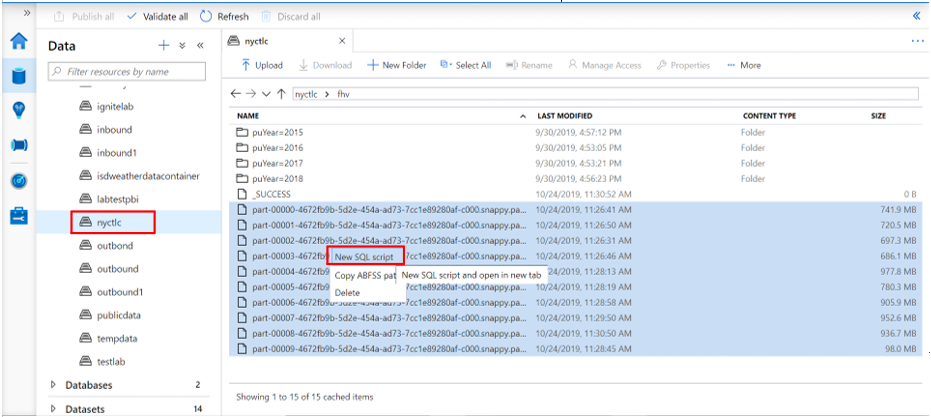 Publish all Validate all Refresh Discard all
Data
Filter resources by name
ignitelab
inbound
inbound1
isdweatherdatacontainer
labtestpbi
nyctlc
outbond
outbound
outbound1
publicdata
tempdata
testlab
Databases 2
Datasets 14
nyctlc
Upload Download New Folder Select All Rename Manage Access Properties More
nyctlc > fhv
NAME LAST MODIFIED CONTENT TYPE SIZE
puYear=2015 9/30/2019, 4:57:12 PM Folder
puYear=2016 9/30/2019, 4:53:05 PM Folder
puYear=2017 9/30/2019, 4:53:21 PM Folder
puYear=2018 9/30/2019, 4:56:23 PM Folder
_SUCCESS 10/24/2019, 11:30:52 AM 0 B
part-00000-4672fb9b-5d2e-454a-ad73-7cc1e89280af-c000.snappy.pa... 10/24/2019, 11:26:41 AM 741.9 MB
part-00001-4672fb9b-5d2e-454a-ad73-7cc1e89280af-c000.snappy.pa... 10/24/2019, 11:26:50 AM 720.5 MB
part-00002-4672fb9b-5d2e-454a-ad73-7cc1e89280af-c000.snappy.pa... 10/24/2019, 11:26:31 AM 697.3 MB
part-00003-4672fb9b-5d2e-454a-ad73-7cc1e89280af-c000.snappy.pa... 10/24/2019, 11:26:46 AM 686.1 MB
New SQL script
part-00004-4672f 24/2019, 11:28:13 AM 977.8 MB
Copy ABFSS pat
New SQL script and open in new tab
part-00005-4672f 10/24/2019, 11:28:19 AM 780.3 MB
Delete
part-00006-4672fb9b-5d2e-454a-ad73-7cc1e89280af-c000.snappy.pa... 10/24/2019, 11:28:58 AM 905.9 MB
part-00007-4672fb9b-5d2e-454a-ad73-7cc1e89280af-c000.snappy.pa... 10/24/2019, 11:29:50 AM 952.6 MB
part-00008-4672fb9b-5d2e-454a-ad73-7cc1e89280af-c000.snappy.pa... 10/24/2019, 11:30:50 AM 936.7 MB
part-00009-4672fb9b-5d2e-454a-ad73-7cc1e89280af-c000.snappy.pa... 10/24/2019, 11:28:45 AM 98.0 MB
Showing 1 to 15 of 15 cached items